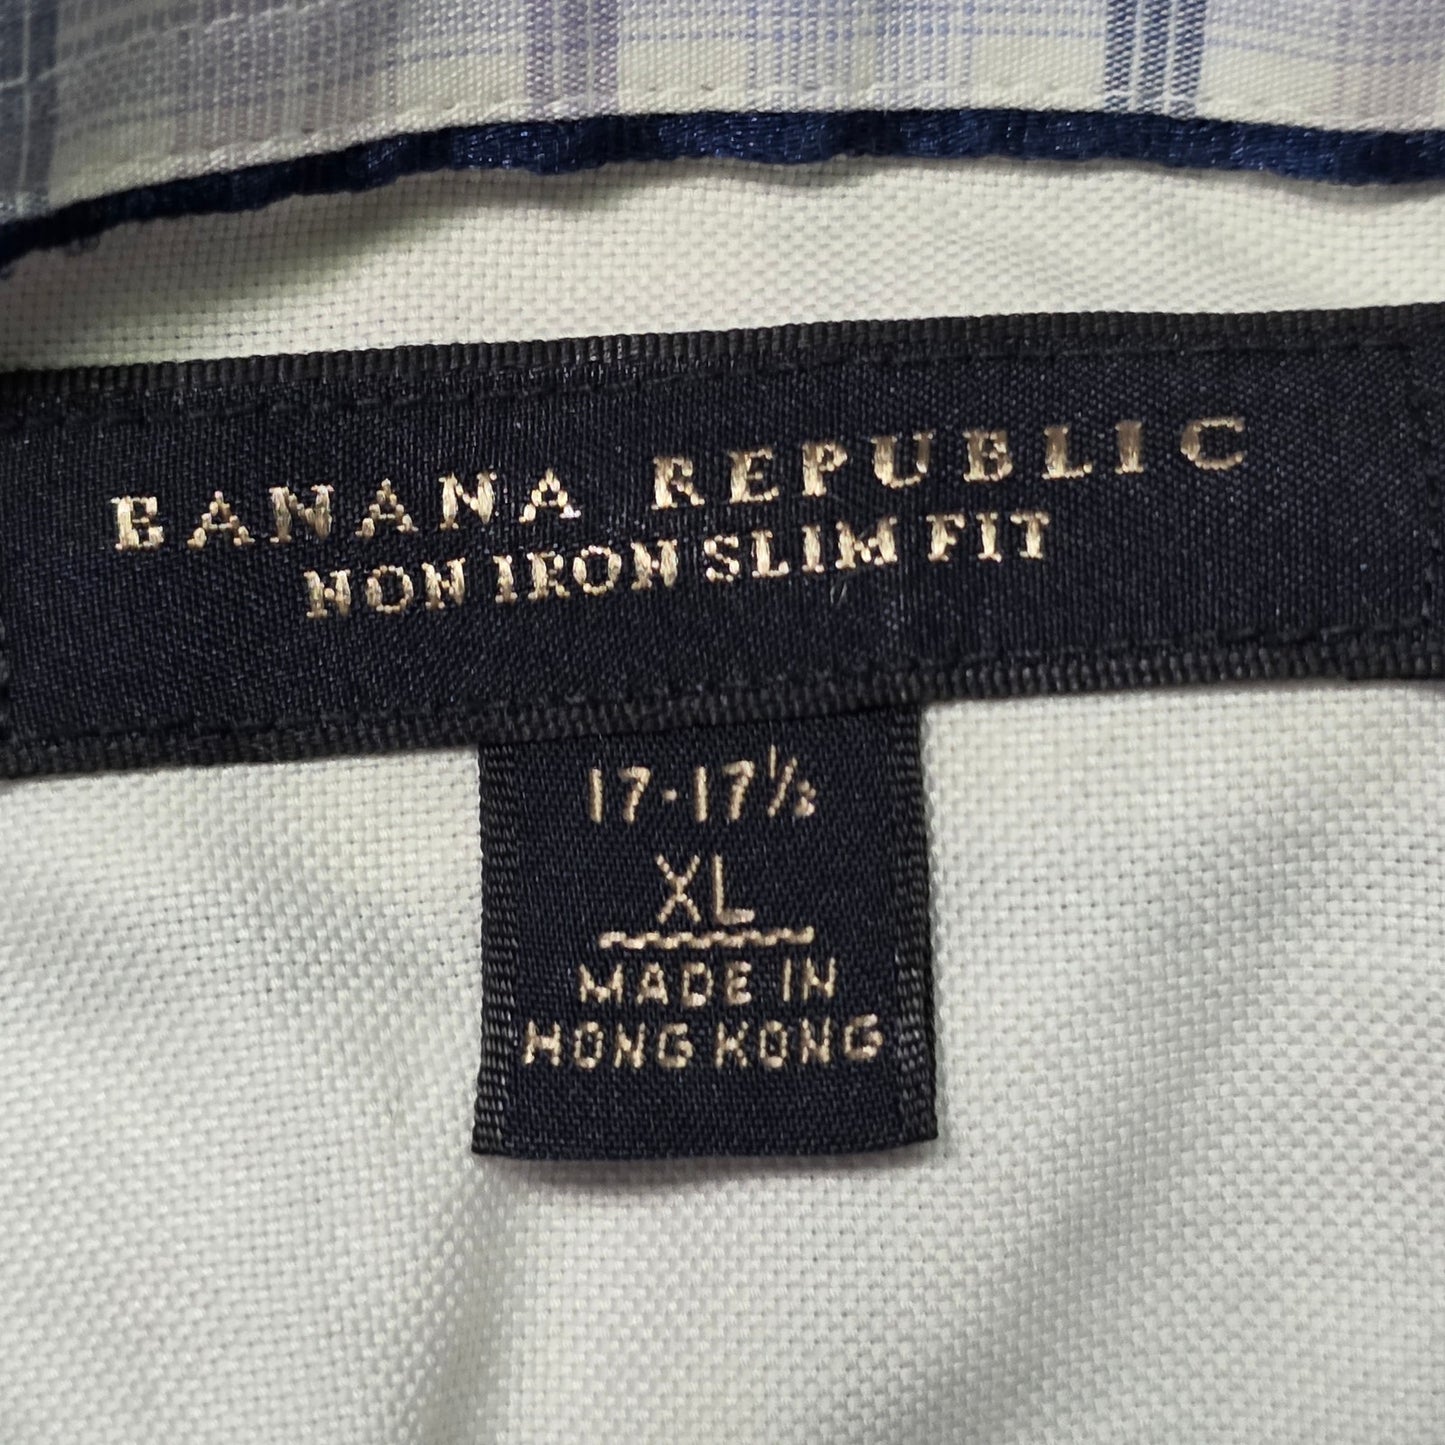 BANANA REPUBLIC
NON IRON SLIM FIT
17-17½
XL
MADE IN
HONG KONG